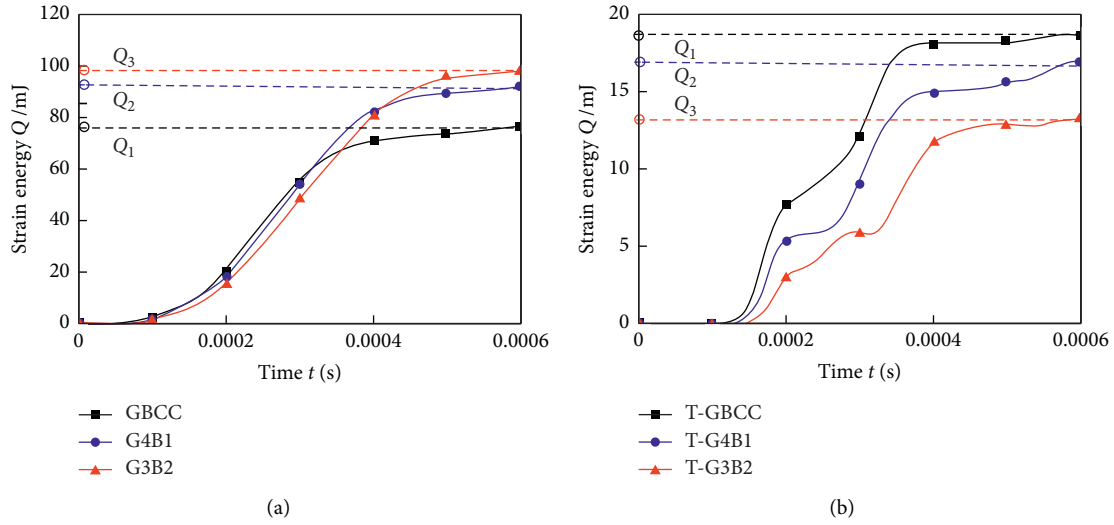 120
100
80
60
40
20
0
Strain energy Q /mJ
Q3
Q2
Q1
0
0.0002
0.0004
0.0006
Time t (s)
GBCC
G4B1
G3B2
(a)
20
15
10
5
0
Strain energy Q /mJ
Q1
Q2
Q3
0
0.0002
0.0004
0.0006
Time t (s)
T-GBCC
T-G4B1
T-G3B2
(b)